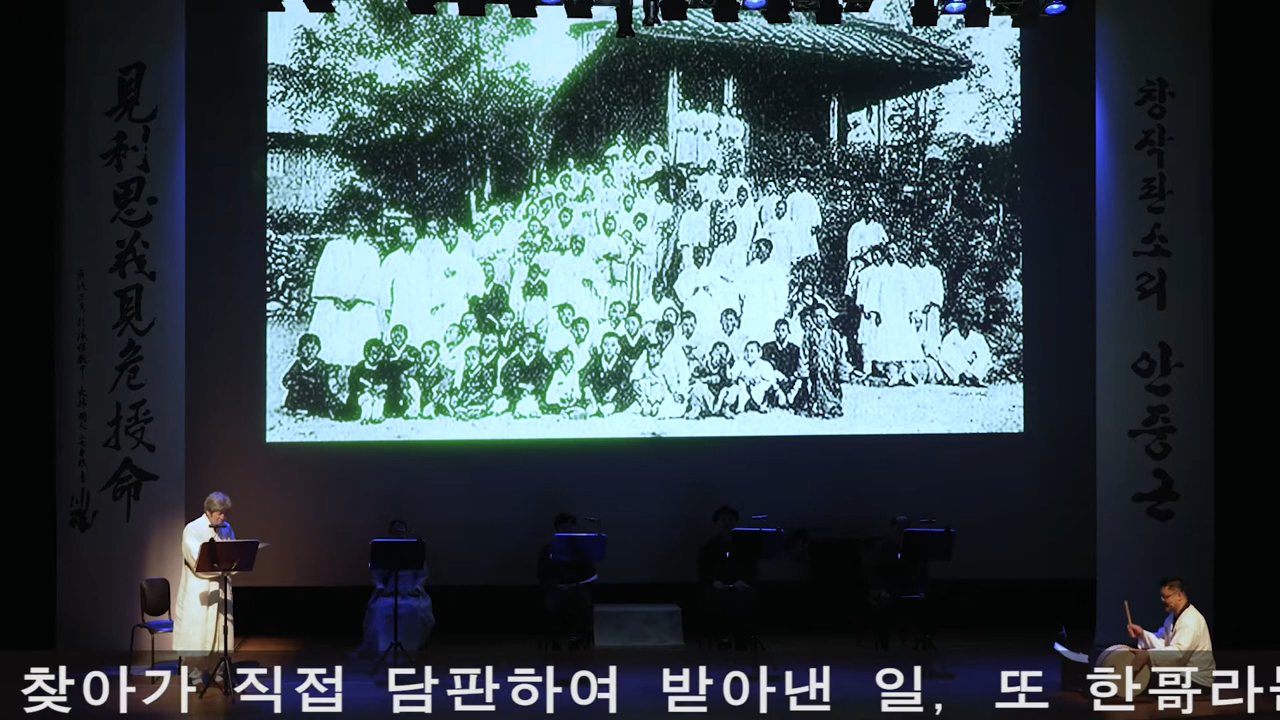 見利思義見危授命
창작판소리 안중근
찾아가 직접 담판하여 받아낸 일, 또 한哥라